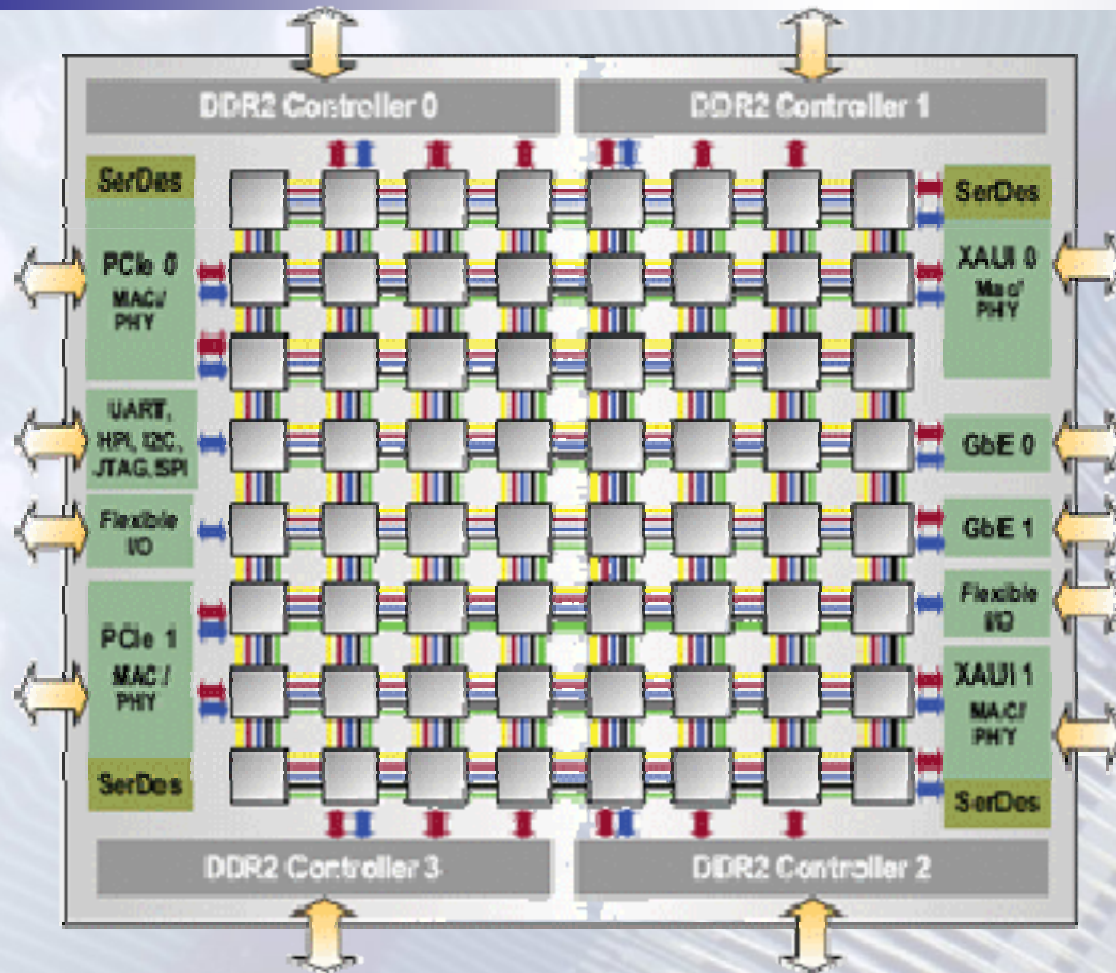 DDR2 Controller 0
DDR2 Controller 1
SerDes
PCIe 0
MAC/
PHY
UART,
HPI, I2C,
JTAG, SPI
Flexible
I/O
PCIe 1
MAC /
PHY
SerDes
SerDes
XAUI 0
Mac/
PHY
GbE 0
GbE 1
Flexible
I/O
XAUI 1
MAC/
PHY
SerDes
DDR2 Controller 3
DDR2 Controller 2